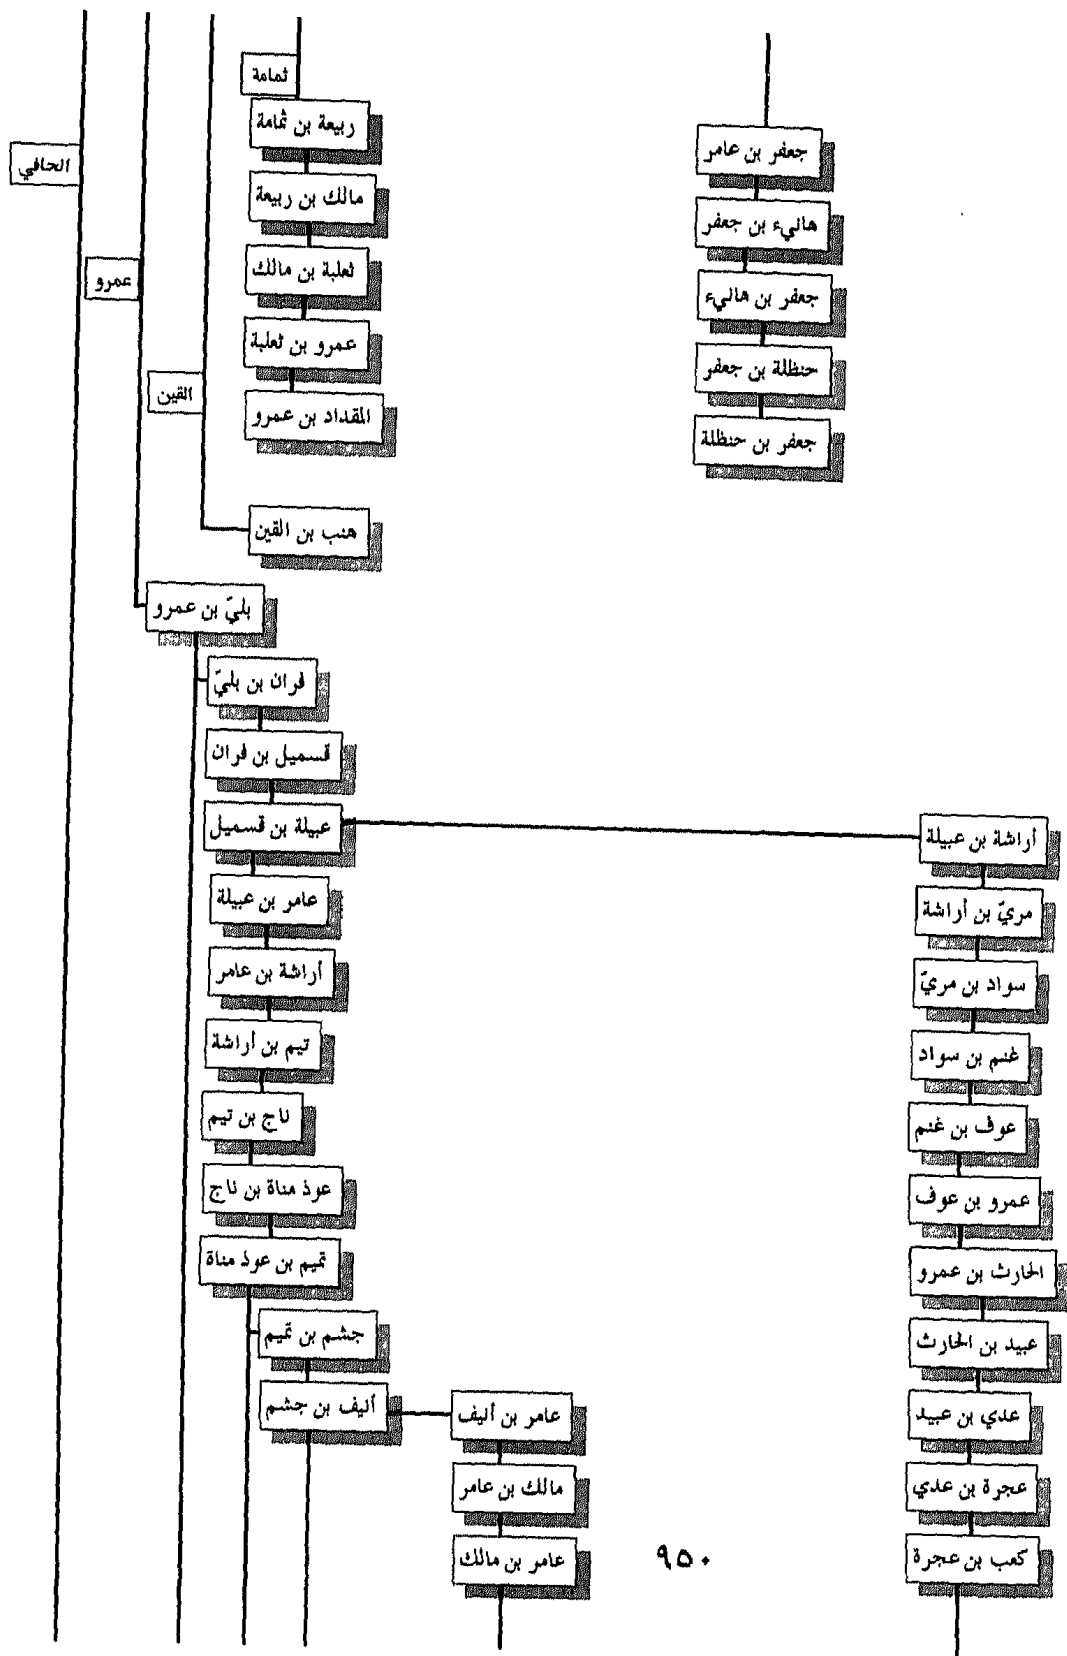 ثمامة
ربيعة بن ثمامة
جعفر بن عامر
الحافي
مالك بن ربيعة
هاليء بن جعفر
ثعلبة بن مالك
عمرو
جعفر بن هاليء
عمرو بن ثعلبة
حنظلة بن جعفر
القين
المقداد بن عمرو
جعفر بن حنظلة
هنب بن القين
بليّ بن عمرو
فران بن بليّ
قسميل بن فران
عبيلة بن قسميل
أراشة بن عبيلة
عامر بن عبيلة
مريّ بن أراشة
أراشة بن عامر
سواد بن مريّ
تيم بن أراشة
غنم بن سواد
ناج بن تيم
عوف بن غنم
عوذ مناة بن ناج
عمرو بن عوف
تميم بن عوذ مناة
الحارث بن عمرو
جشم بن تميم
عبيد بن الحارث
أنيف بن جشم
عامر بن أنيف
عدي بن عبيد
مالك بن عامر
عجرة بن عدي
عامر بن مالك
كعب بن عجرة
٩٥٠